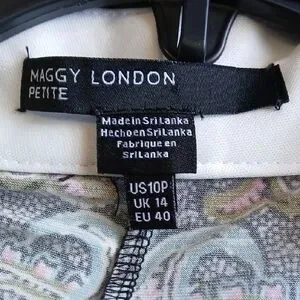 MAGGY LONDON
PETITE
Made in Sri Lanka
Hecho en Sri Lanka
Fabrique en
Sri Lanka
US10P
UK 14
EU 40